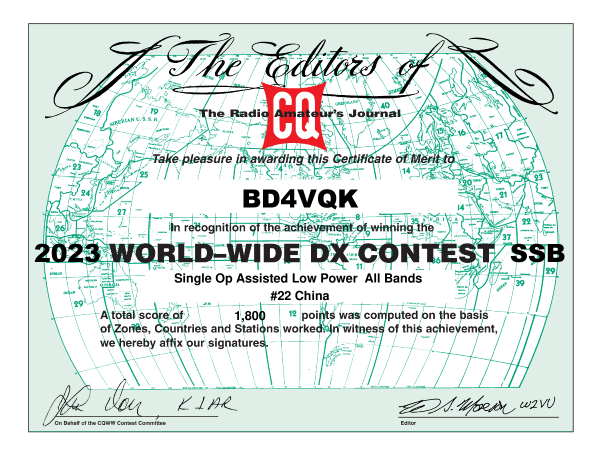 The Editors of
CQ
The Radio Amateur's Journal
Take pleasure in awarding this Certificate of Merit to
BD4VQK
In recognition of the achievement of winning the
2023 WORLD–WIDE DX CONTEST SSB
Single Op Assisted Low Power All Bands
#22 China
A total score of 1,800 points was computed on the basis
of Zones, Countries and Stations worked. In witness of this achievement,
we hereby affix our signatures.
K1AR
W2VU
On Behalf of the CQWW Contest Committee
Editor